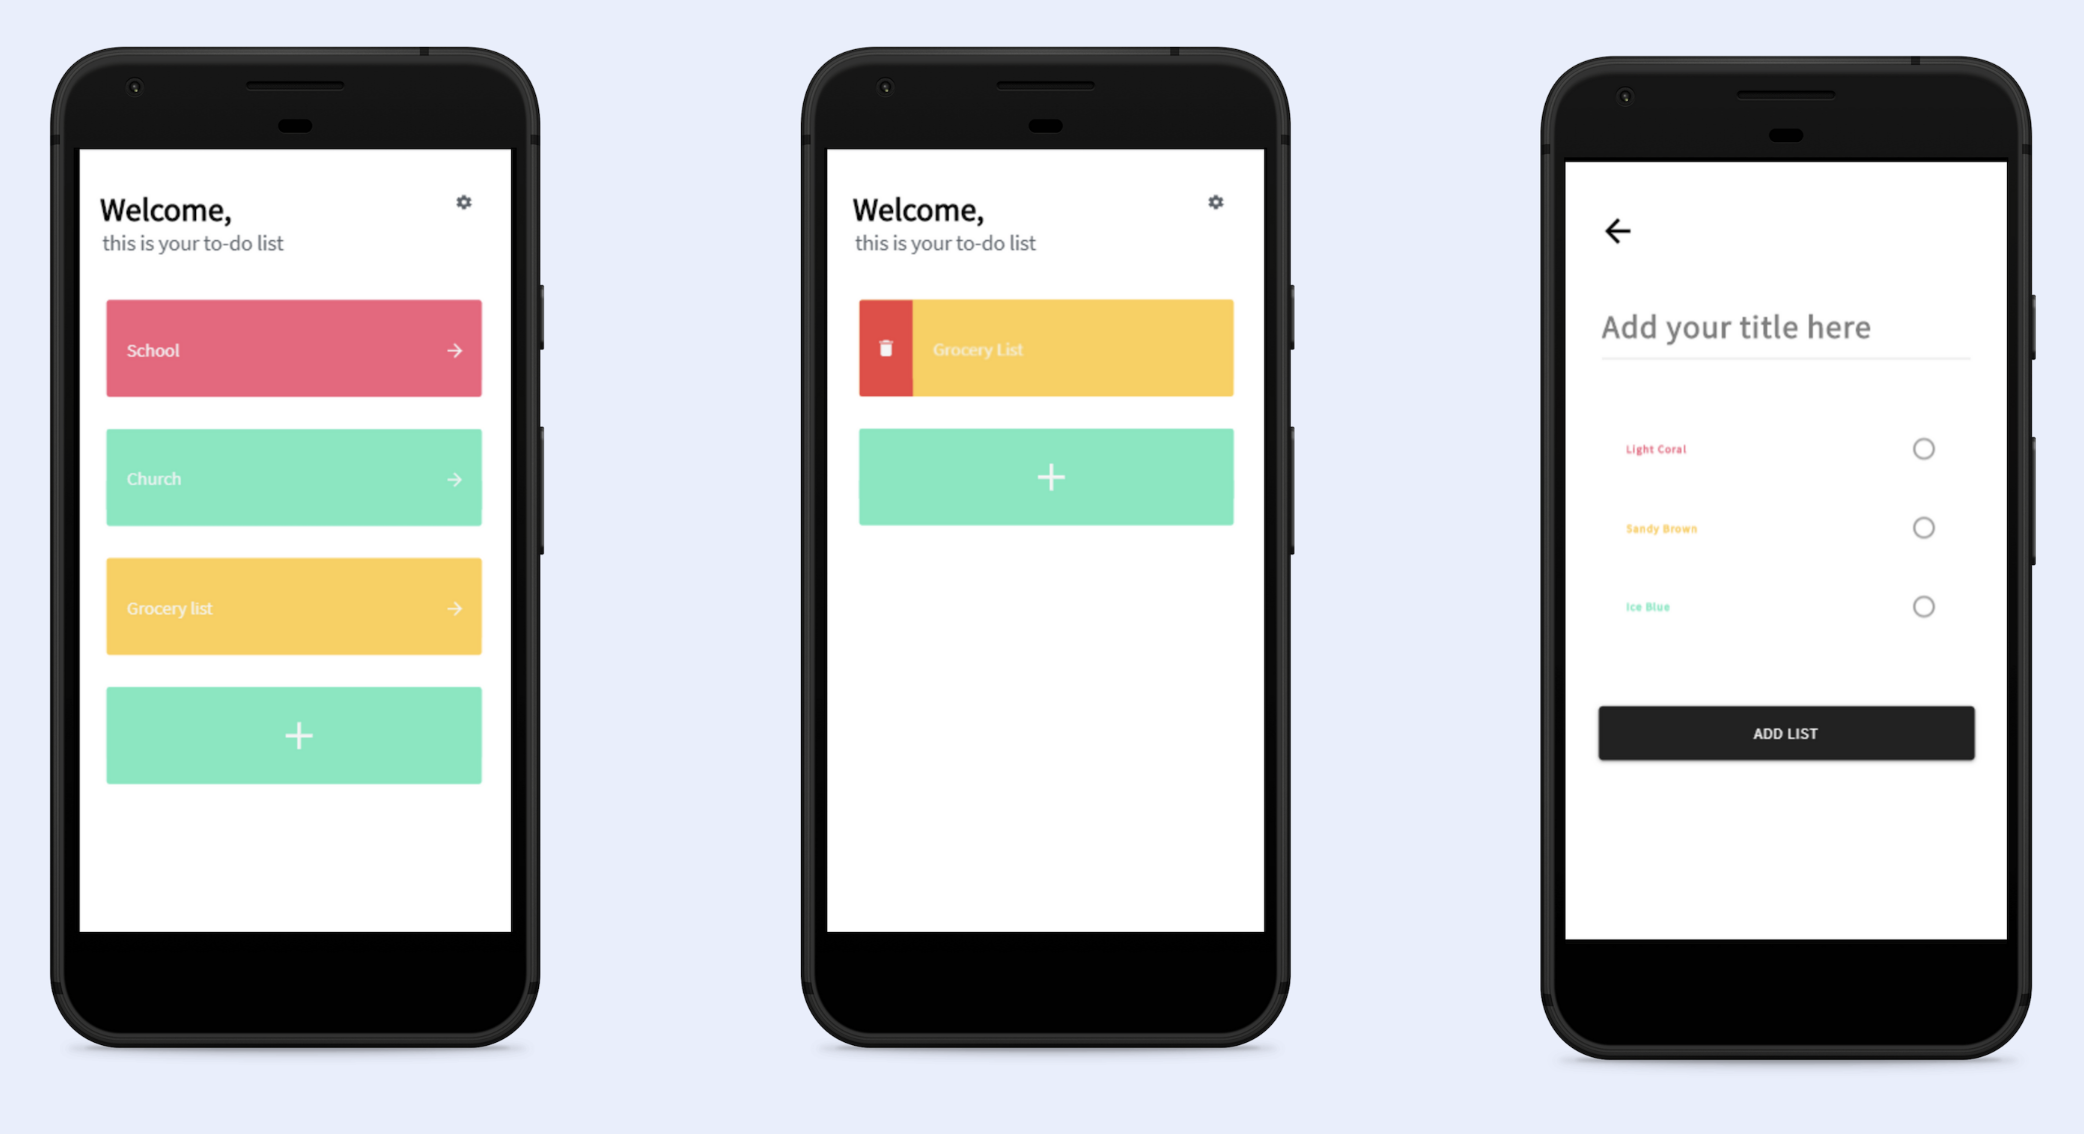 Welcome,
this is your to-do list
School
Church
Grocery list
Welcome,
this is your to-do list
Grocery List
Add your title here
Light Coral
Sandy Brown
Ice Blue
ADD LIST